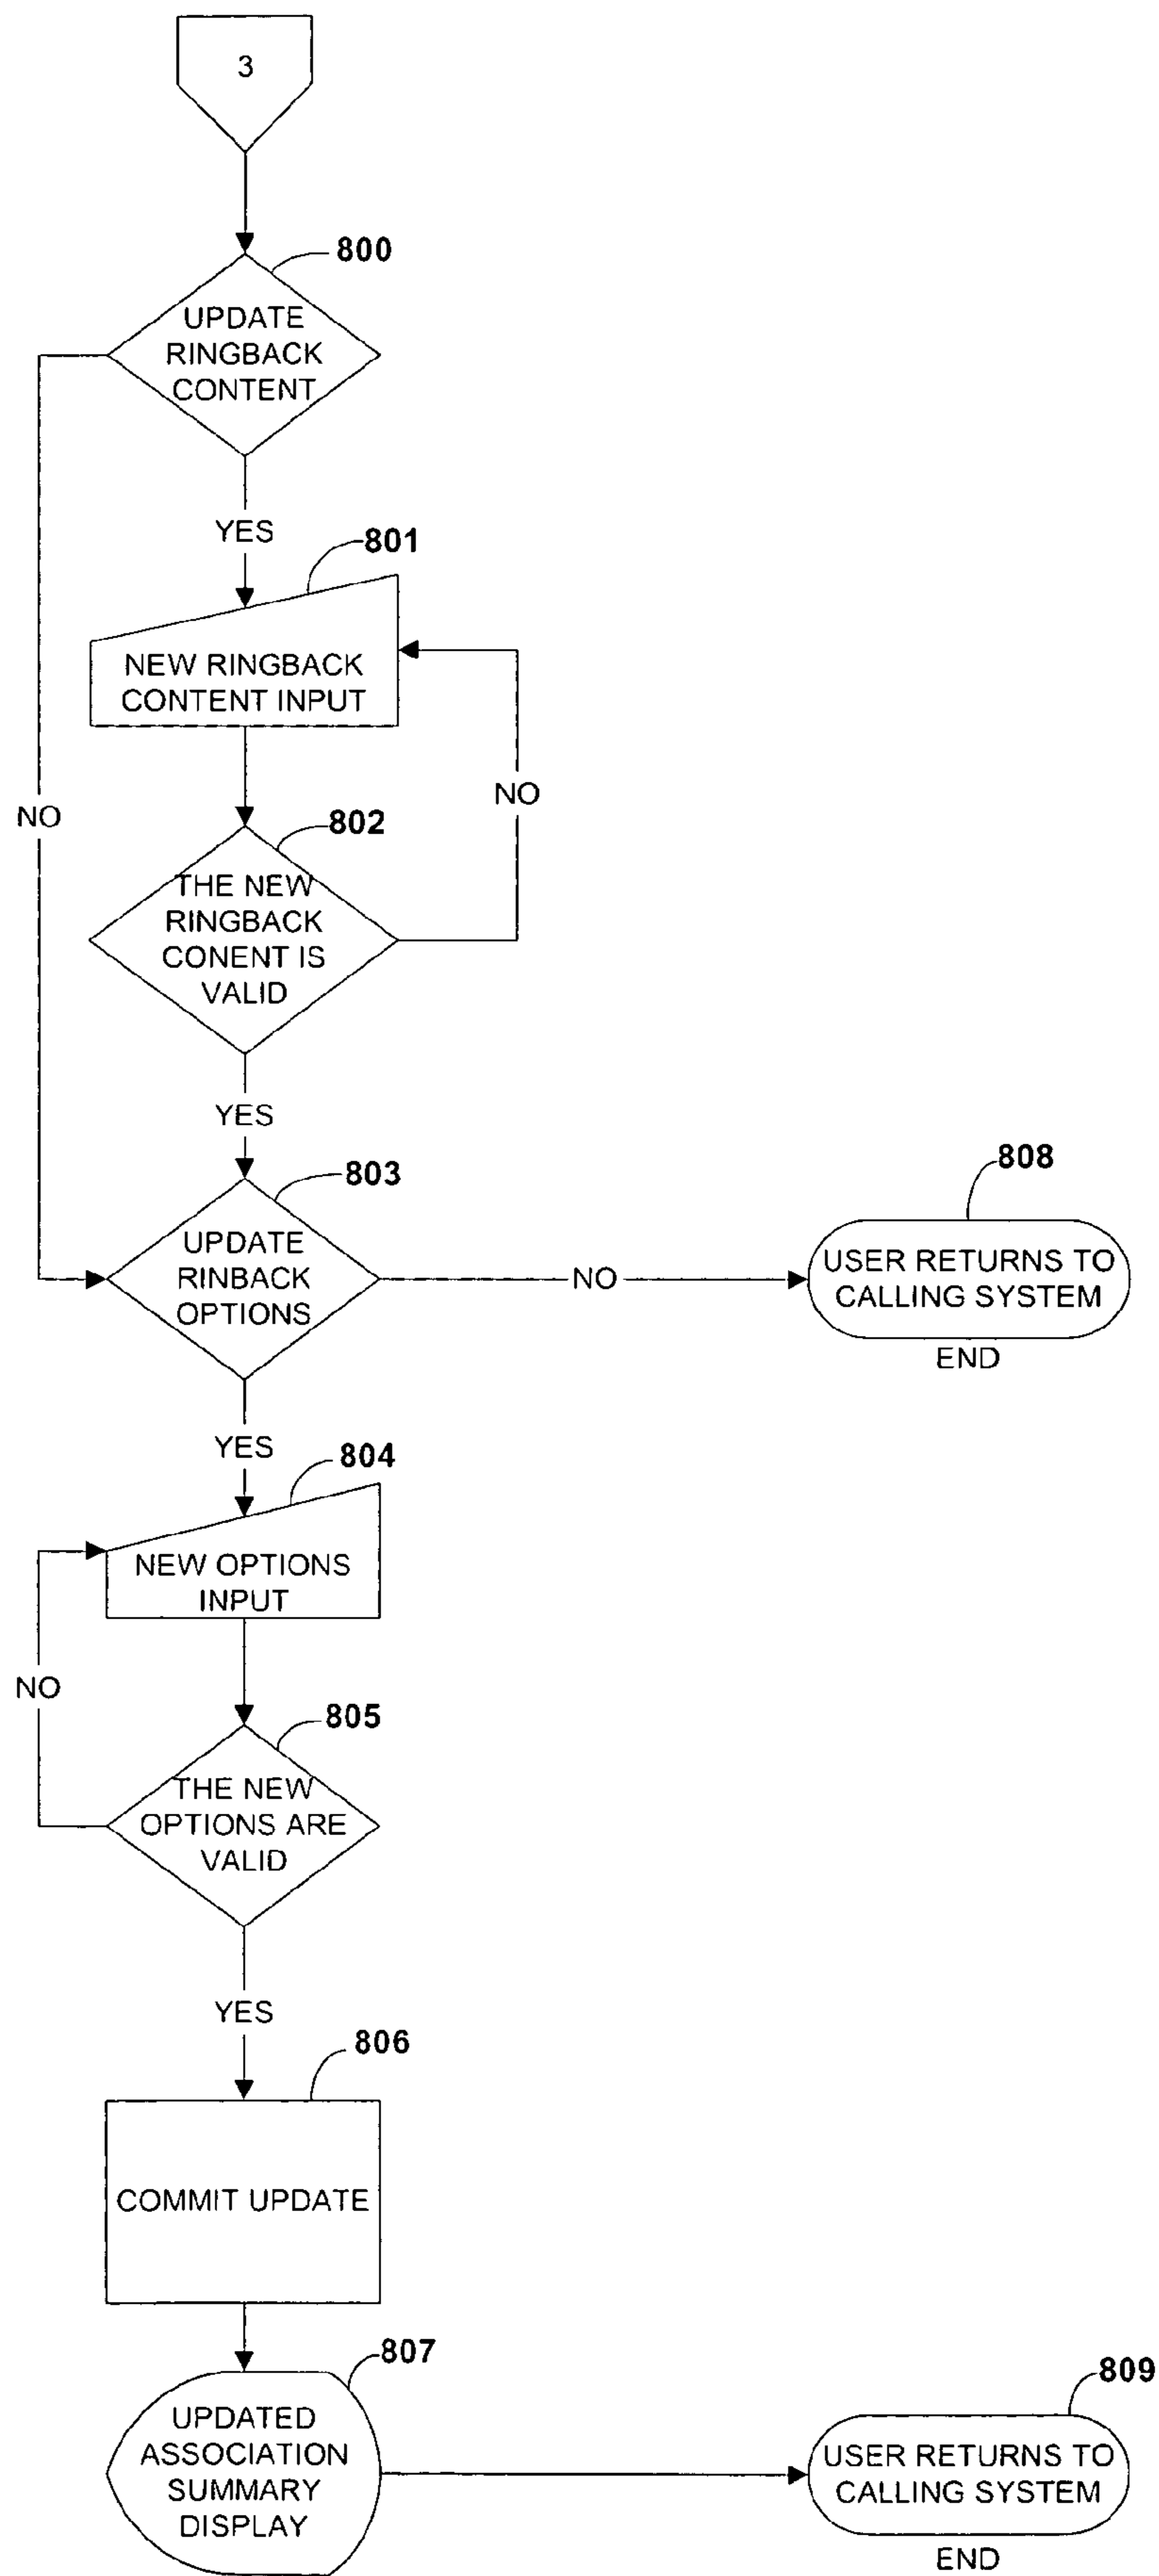 3
800
UPDATE
RINGBACK
CONTENT
YES
801
NEW RINGBACK
CONTENT INPUT
NO
NO
802
THE NEW
RINGBACK
CONENT IS
VALID
YES
803
UPDATE
RINBACK
OPTIONS
NO
808
USER RETURNS TO
CALLING SYSTEM
END
YES
804
NEW OPTIONS
INPUT
NO
805
THE NEW
OPTIONS ARE
VALID
YES
806
COMMIT UPDATE
807
UPDATED
ASSOCIATION
SUMMARY
DISPLAY
809
USER RETURNS TO
CALLING SYSTEM
END